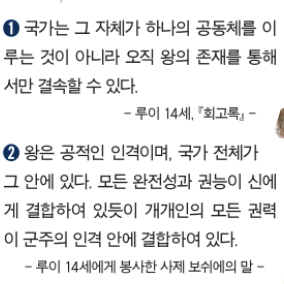 ❶ 국가는 그 자체가 하나의 공동체를 이
루는 것이 아니라 오직 왕의 존재를 통해
서만 결속할 수 있다.
- 루이 14세, 『회고록』 -
❷ 왕은 공적인 인격이며, 국가 전체가
그 안에 있다. 모든 완전성과 권능이 신에
게 결합하여 있듯이 개개인의 모든 권력
이 군주의 인격 안에 결합하여 있다.
- 루이 14세에게 봉사한 사제 보쉬에의 말 -